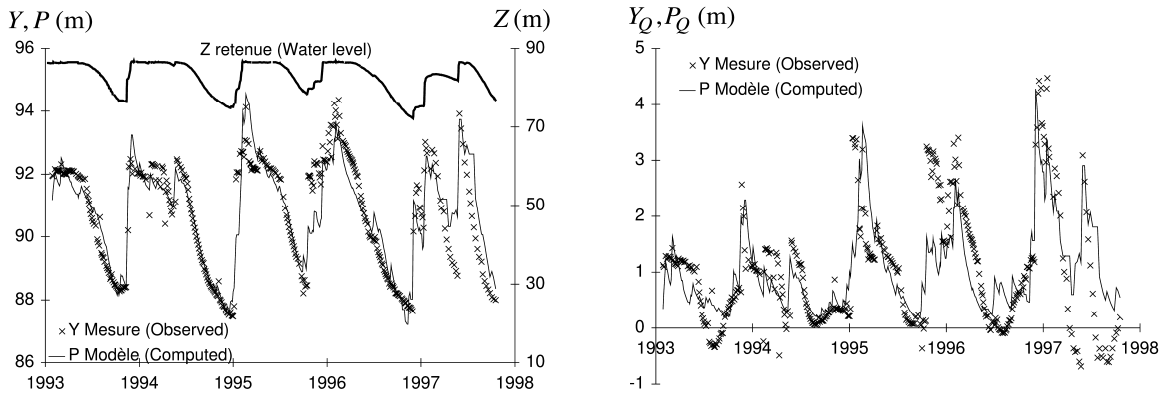 Y, P (m)
Z (m)
96
94
92
90
88
86
90
70
50
30
10
Z retenue (Water level)
× Y Mesure (Observed)
P Modèle (Computed)
1993 1994 1995 1996 1997 1998
Y_Q, P_Q (m)
5
4
3
2
1
0
-1
× Y Mesure (Observed)
P Modèle (Computed)
1993 1994 1995 1996 1997 1998